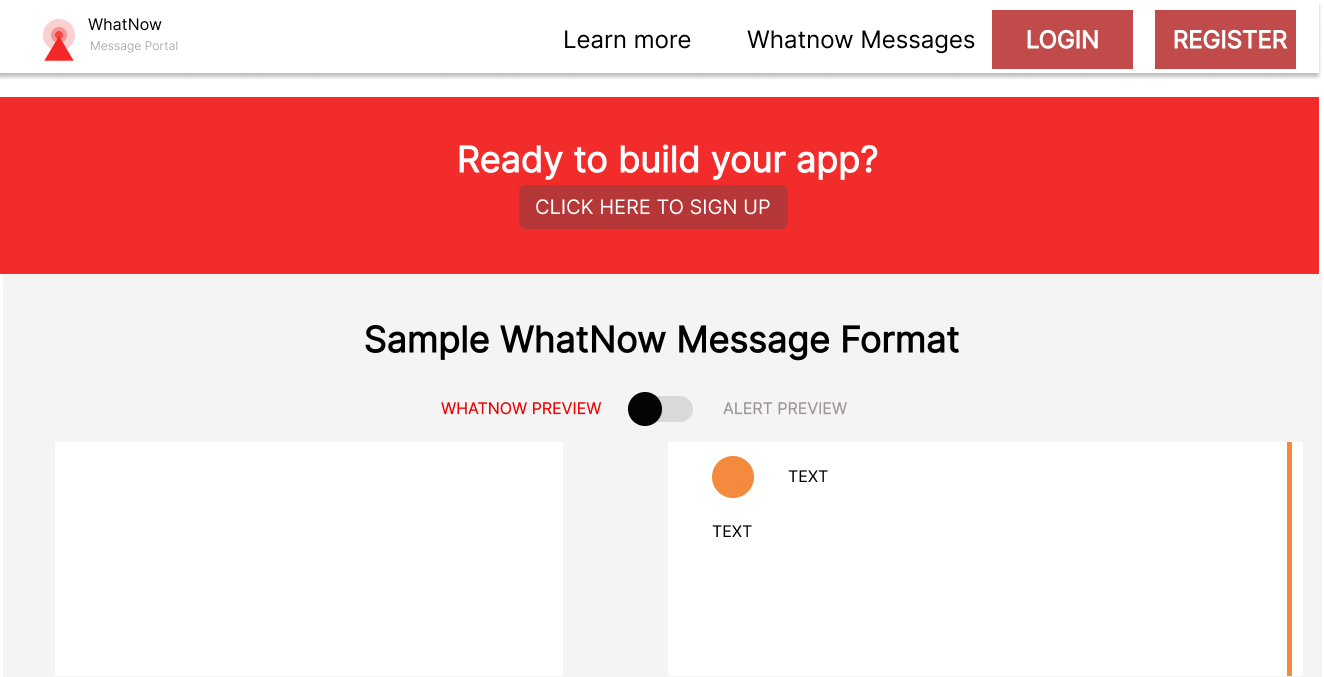 WhatNow
Message Portal
Learn more
Whatnow Messages
LOGIN
REGISTER
Ready to build your app?
CLICK HERE TO SIGN UP
Sample WhatNow Message Format
WHATNOW PREVIEW
ALERT PREVIEW
TEXT
TEXT